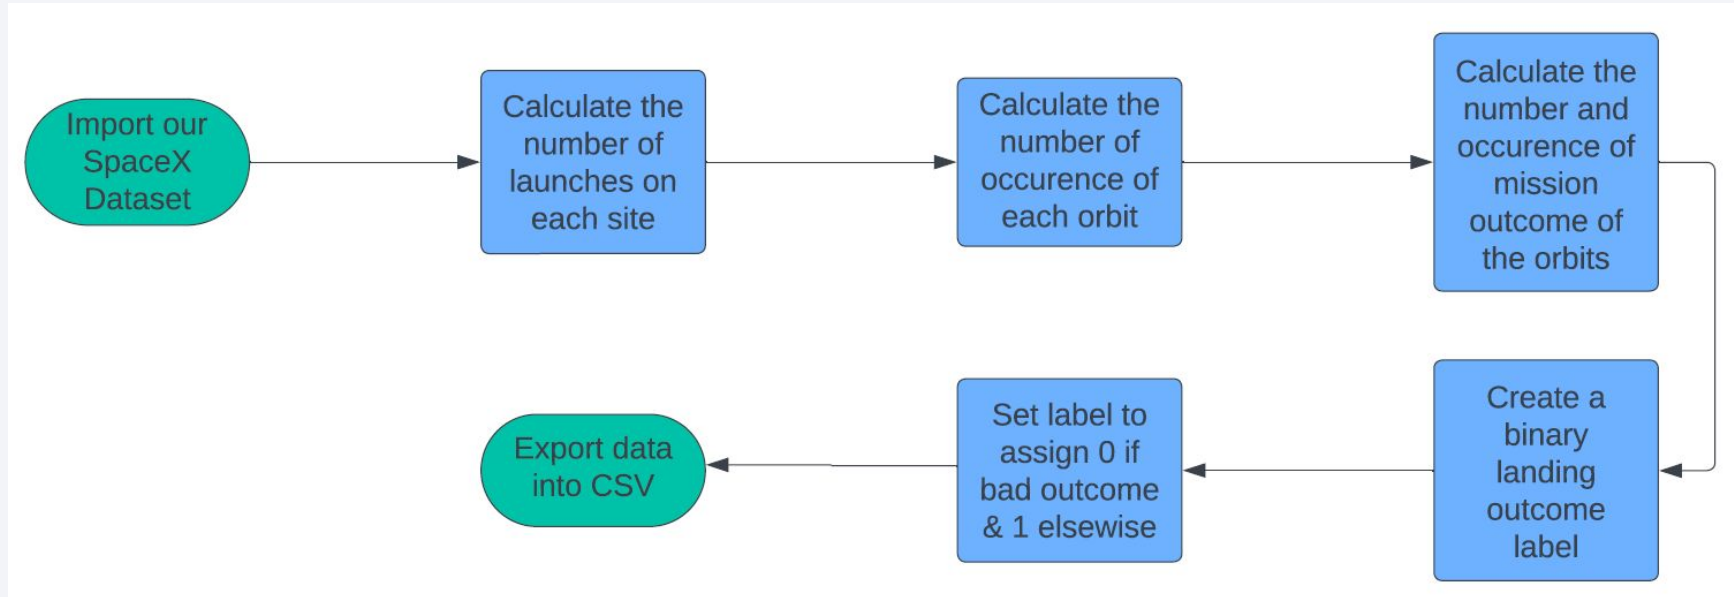 Import our
SpaceX
Dataset
Calculate the
number of
launches on
each site
Calculate the
number of
occurence of
each orbit
Calculate the
number and
occurence of
mission
outcome of
the orbits
Create a
binary
landing
outcome
label
Set label to
assign 0 if
bad outcome
& 1 elsewise
Export data
into CSV